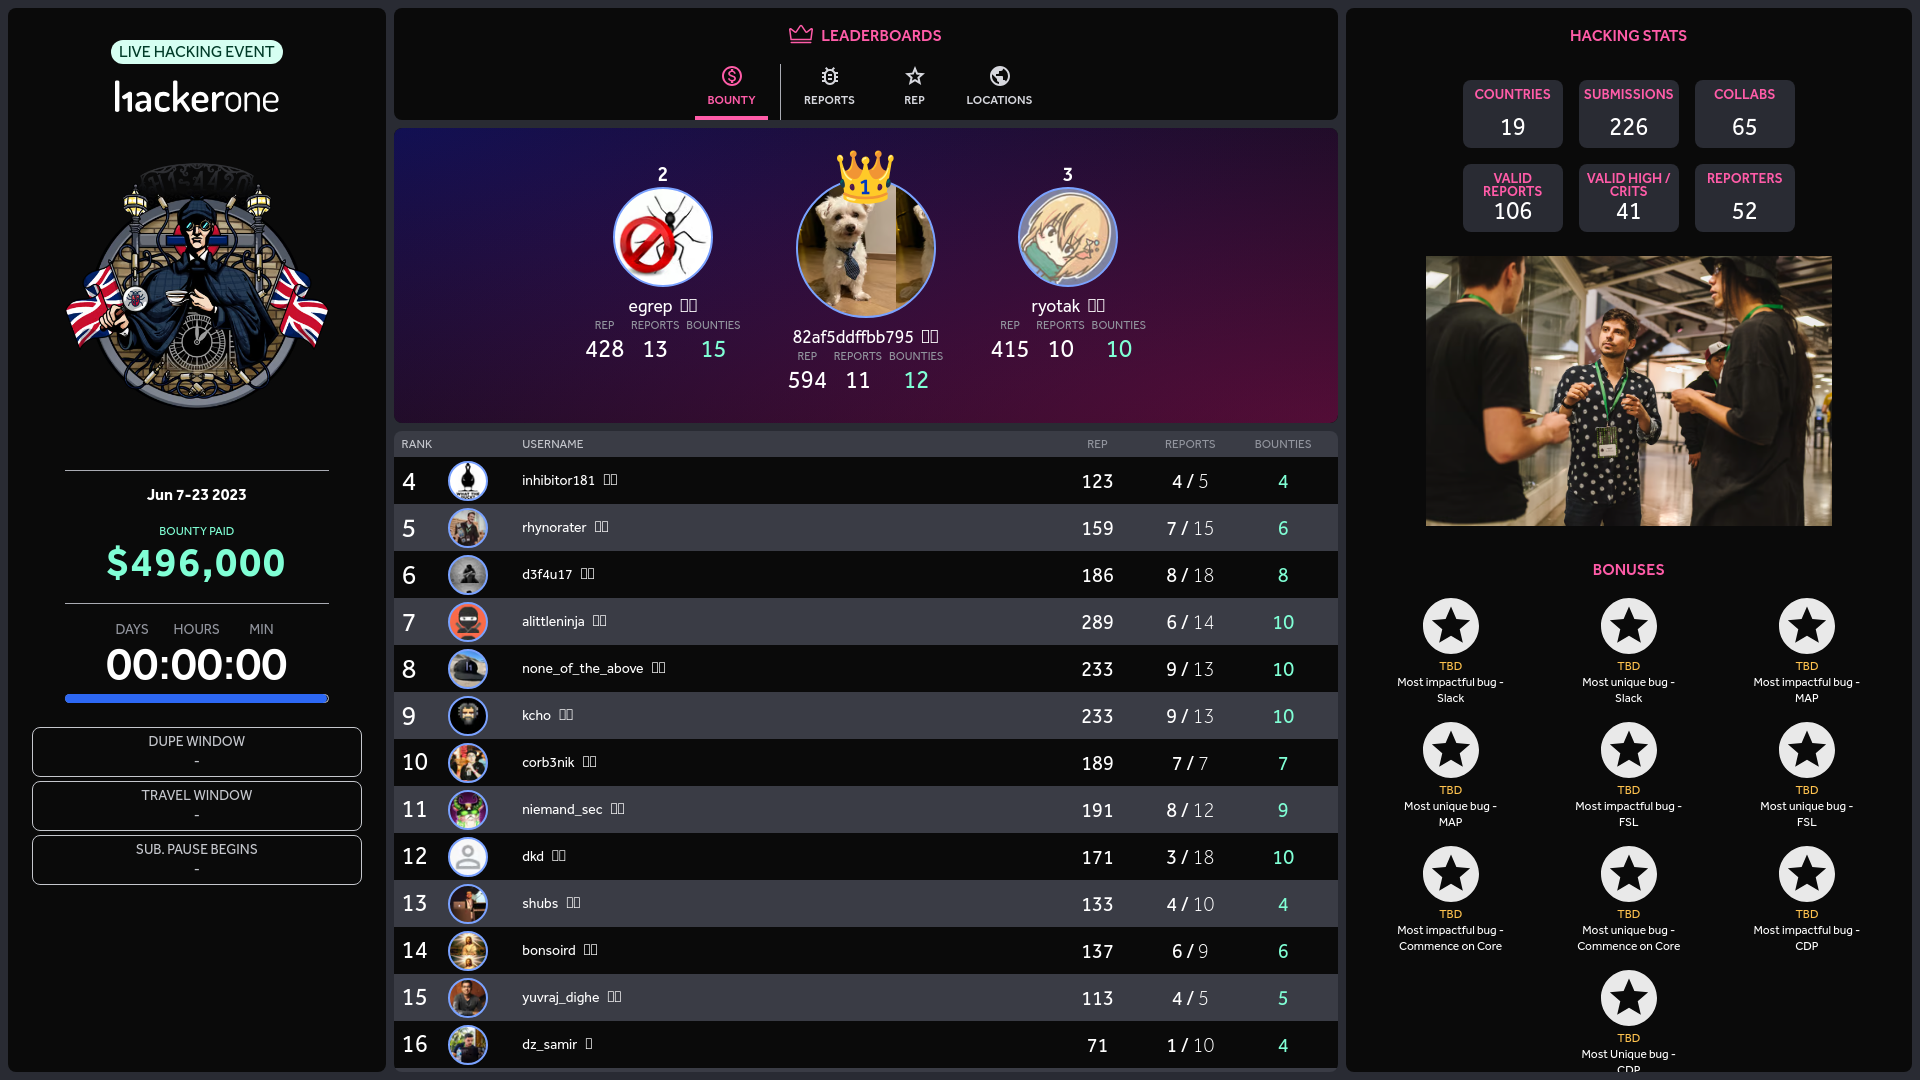 LIVE HACKING EVENT
hackerone
Jun 7-23 2023
BOUNTY PAID
$496,000
DAYS HOURS MIN
00:00:00
DUPE WINDOW
-
TRAVEL WINDOW
-
SUB. PAUSE BEGINS
-
LEADERBOARDS
BOUNTY REPORTS REP LOCATIONS
2
egrep
REP REPORTS BOUNTIES
428 13 15
1
82af5ddffbb795
REP REPORTS BOUNTIES
594 11 12
3
ryotak
REP REPORTS BOUNTIES
415 10 10
RANK USERNAME REP REPORTS BOUNTIES
4 inhibitor181 123 4 / 5 4
5 rhynorater 159 7 / 15 6
6 d3f4u17 186 8 / 18 8
7 alittleninja 289 6 / 14 10
8 none_of_the_above 233 9 / 13 10
9 kcho 233 9 / 13 10
10 corb3nik 189 7 / 7 7
11 niemand_sec 191 8 / 12 9
12 dkd 171 3 / 18 10
13 shubs 133 4 / 10 4
14 bonsoird 137 6 / 9 6
15 yuvraj_dighe 113 4 / 5 5
16 dz_samir 71 1 / 10 4
HACKING STATS
COUNTRIES
19
SUBMISSIONS
226
COLLABS
65
VALID
REPORTS
106
VALID HIGH /
CRITS
41
REPORTERS
52
BONUSES
TBD
Most impactful bug -
Slack
TBD
Most unique bug -
Slack
TBD
Most impactful bug -
MAP
TBD
Most unique bug -
MAP
TBD
Most impactful bug -
FSL
TBD
Most unique bug -
FSL
TBD
Most impactful bug -
Commence on Core
TBD
Most unique bug -
Commence on Core
TBD
Most impactful bug -
CDP
TBD
Most Unique bug -
CDP